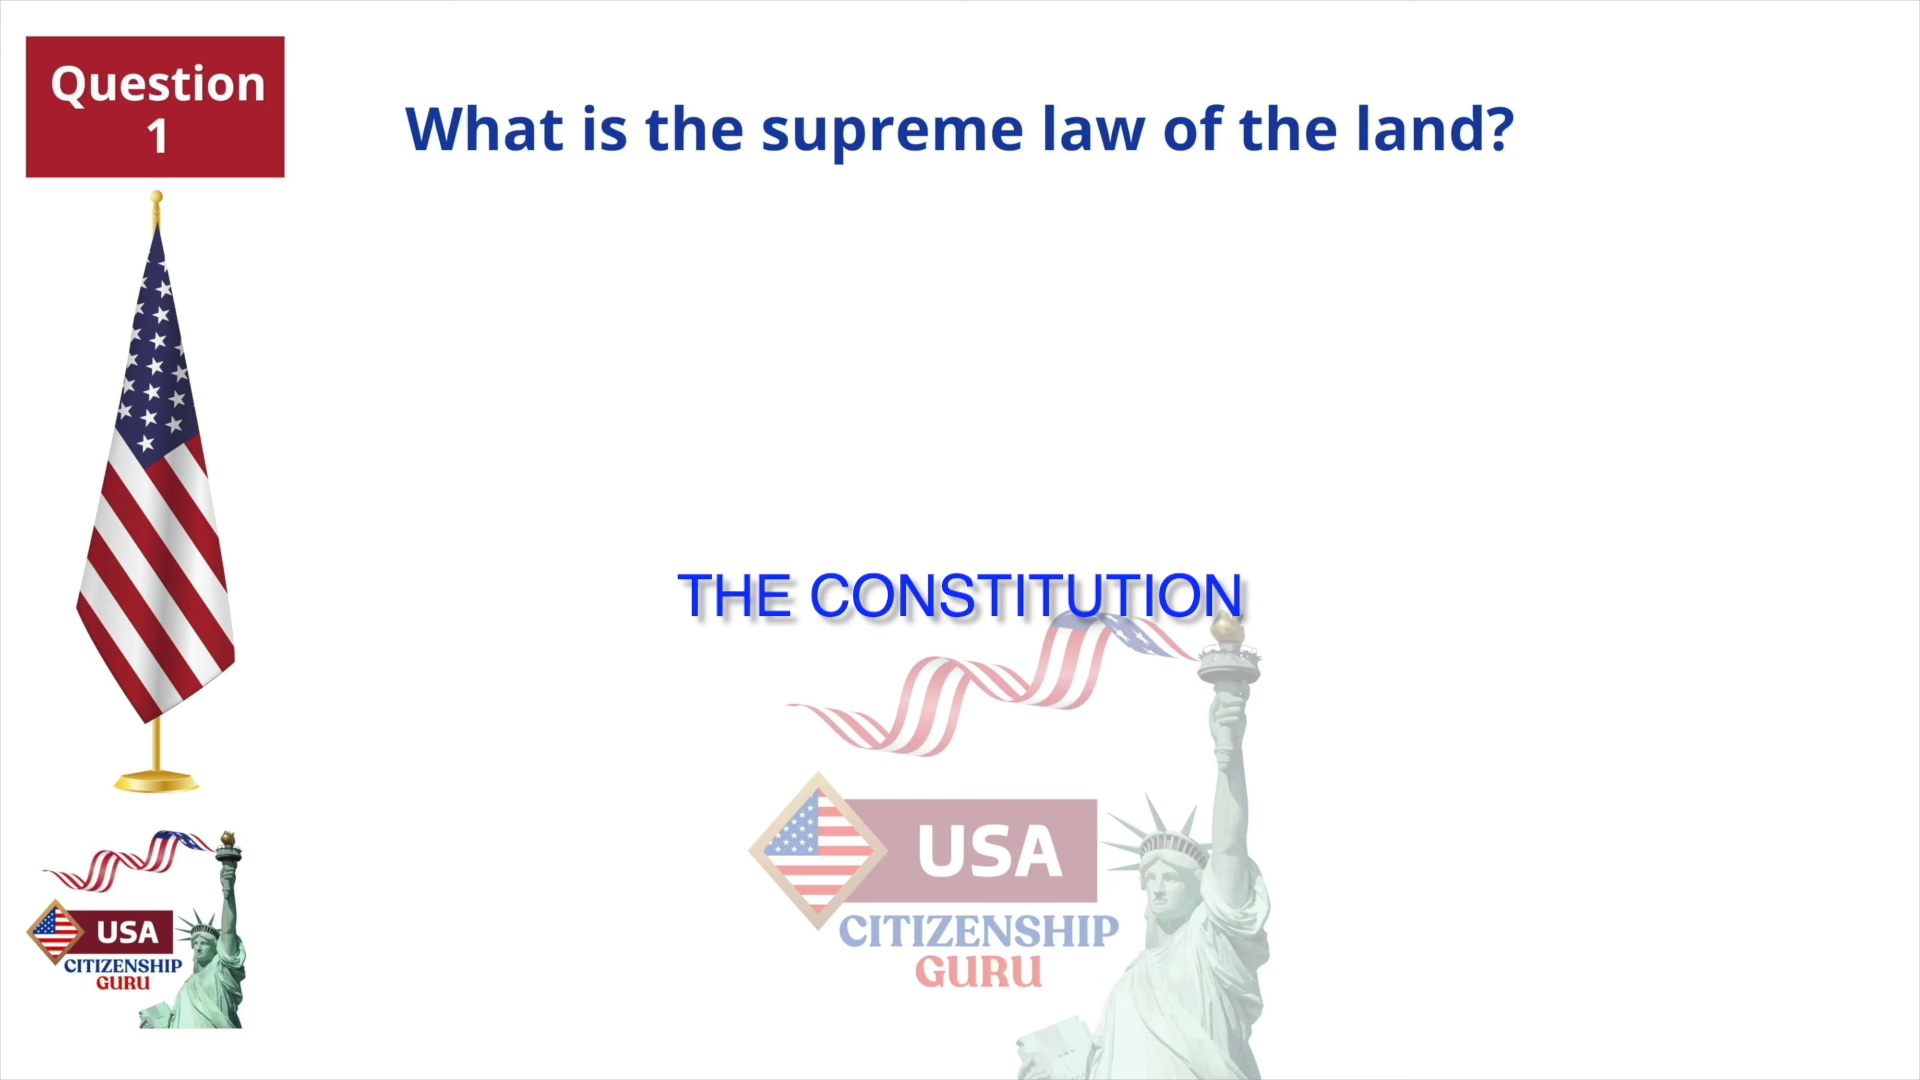 Question
1
What is the supreme law of the land?
THE CONSTITUTION
USA
CITIZENSHIP
GURU
USA
CITIZENSHIP
GURU